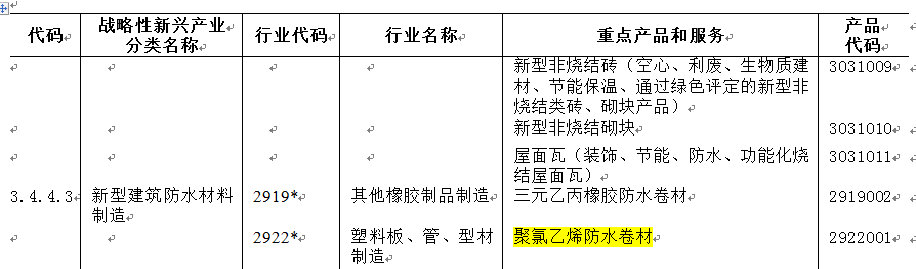 代码 战略性新兴产业分类名称 行业代码 行业名称 重点产品和服务 产品代码
新型非烧结砖（空心、利废、生物质建 3031009
材、节能保温、通过绿色评定的新型非
烧结类砖、砌块产品）
新型非烧结砌块 3031010
屋面瓦（装饰、节能、防水、功能化烧 3031011
结屋面瓦）
3.4.4.3 新型建筑防水材料 2919* 其他橡胶制品制造 三元乙丙橡胶防水卷材 2919002
制造
2922* 塑料板、管、型材 聚氯乙烯防水卷材 2922001
制造